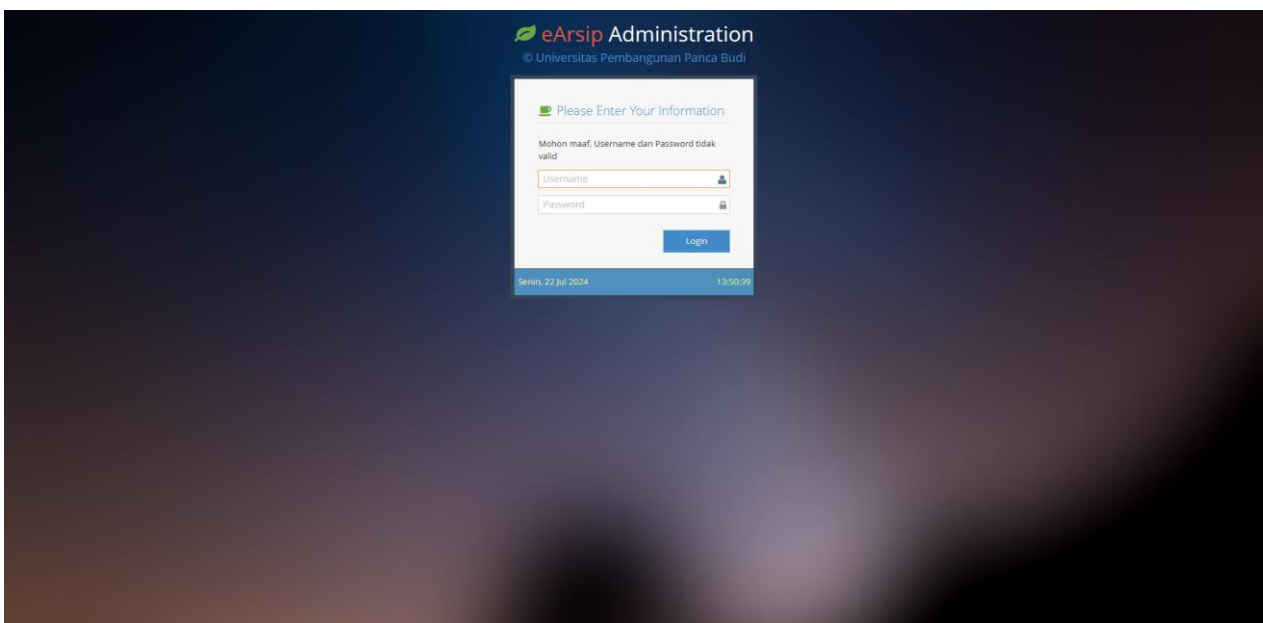 eArsip Administration
© Universitas Pembangunan Panca Budi
Please Enter Your Information
Mohon maaf, Username dan Password tidak
valid
Username
Password
Login
Senin, 22 Jul 2024 13:50:39